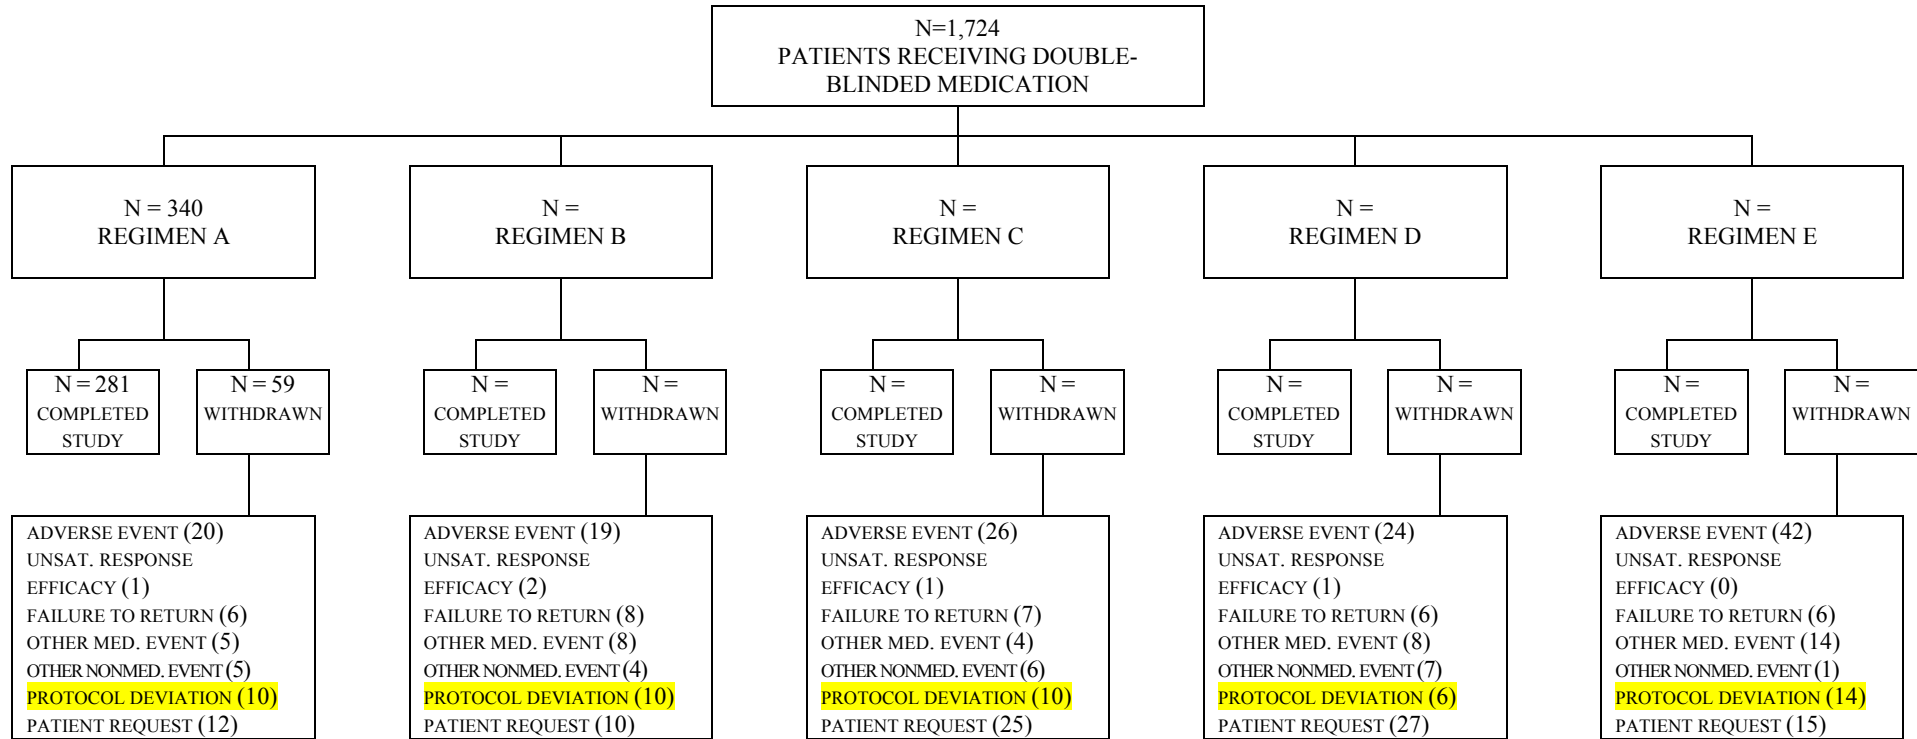 N=1,724
PATIENTS RECEIVING DOUBLE-
BLINDED MEDICATION
N = 340
REGIMEN A
N =
REGIMEN B
N =
REGIMEN C
N =
REGIMEN D
N =
REGIMEN E
N = 281
COMPLETED
STUDY
N = 59
WITHDRAWN
N =
COMPLETED
STUDY
N =
WITHDRAWN
N =
COMPLETED
STUDY
N =
WITHDRAWN
N =
COMPLETED
STUDY
N =
WITHDRAWN
N =
COMPLETED
STUDY
N =
WITHDRAWN
ADVERSE EVENT (20)
UNSAT. RESPONSE
EFFICACY (1)
FAILURE TO RETURN (6)
OTHER MED. EVENT (5)
OTHER NONMED. EVENT (5)
PROTOCOL DEVIATION (10)
PATIENT REQUEST (12)
ADVERSE EVENT (19)
UNSAT. RESPONSE
EFFICACY (2)
FAILURE TO RETURN (8)
OTHER MED. EVENT (8)
OTHER NONMED. EVENT (4)
PROTOCOL DEVIATION (10)
PATIENT REQUEST (10)
ADVERSE EVENT (26)
UNSAT. RESPONSE
EFFICACY (1)
FAILURE TO RETURN (7)
OTHER MED. EVENT (4)
OTHER NONMED. EVENT (6)
PROTOCOL DEVIATION (10)
PATIENT REQUEST (25)
ADVERSE EVENT (24)
UNSAT. RESPONSE
EFFICACY (1)
FAILURE TO RETURN (6)
OTHER MED. EVENT (8)
OTHER NONMED. EVENT (7)
PROTOCOL DEVIATION (6)
PATIENT REQUEST (27)
ADVERSE EVENT (42)
UNSAT. RESPONSE
EFFICACY (0)
FAILURE TO RETURN (6)
OTHER MED. EVENT (14)
OTHER NONMED. EVENT (1)
PROTOCOL DEVIATION (14)
PATIENT REQUEST (15)